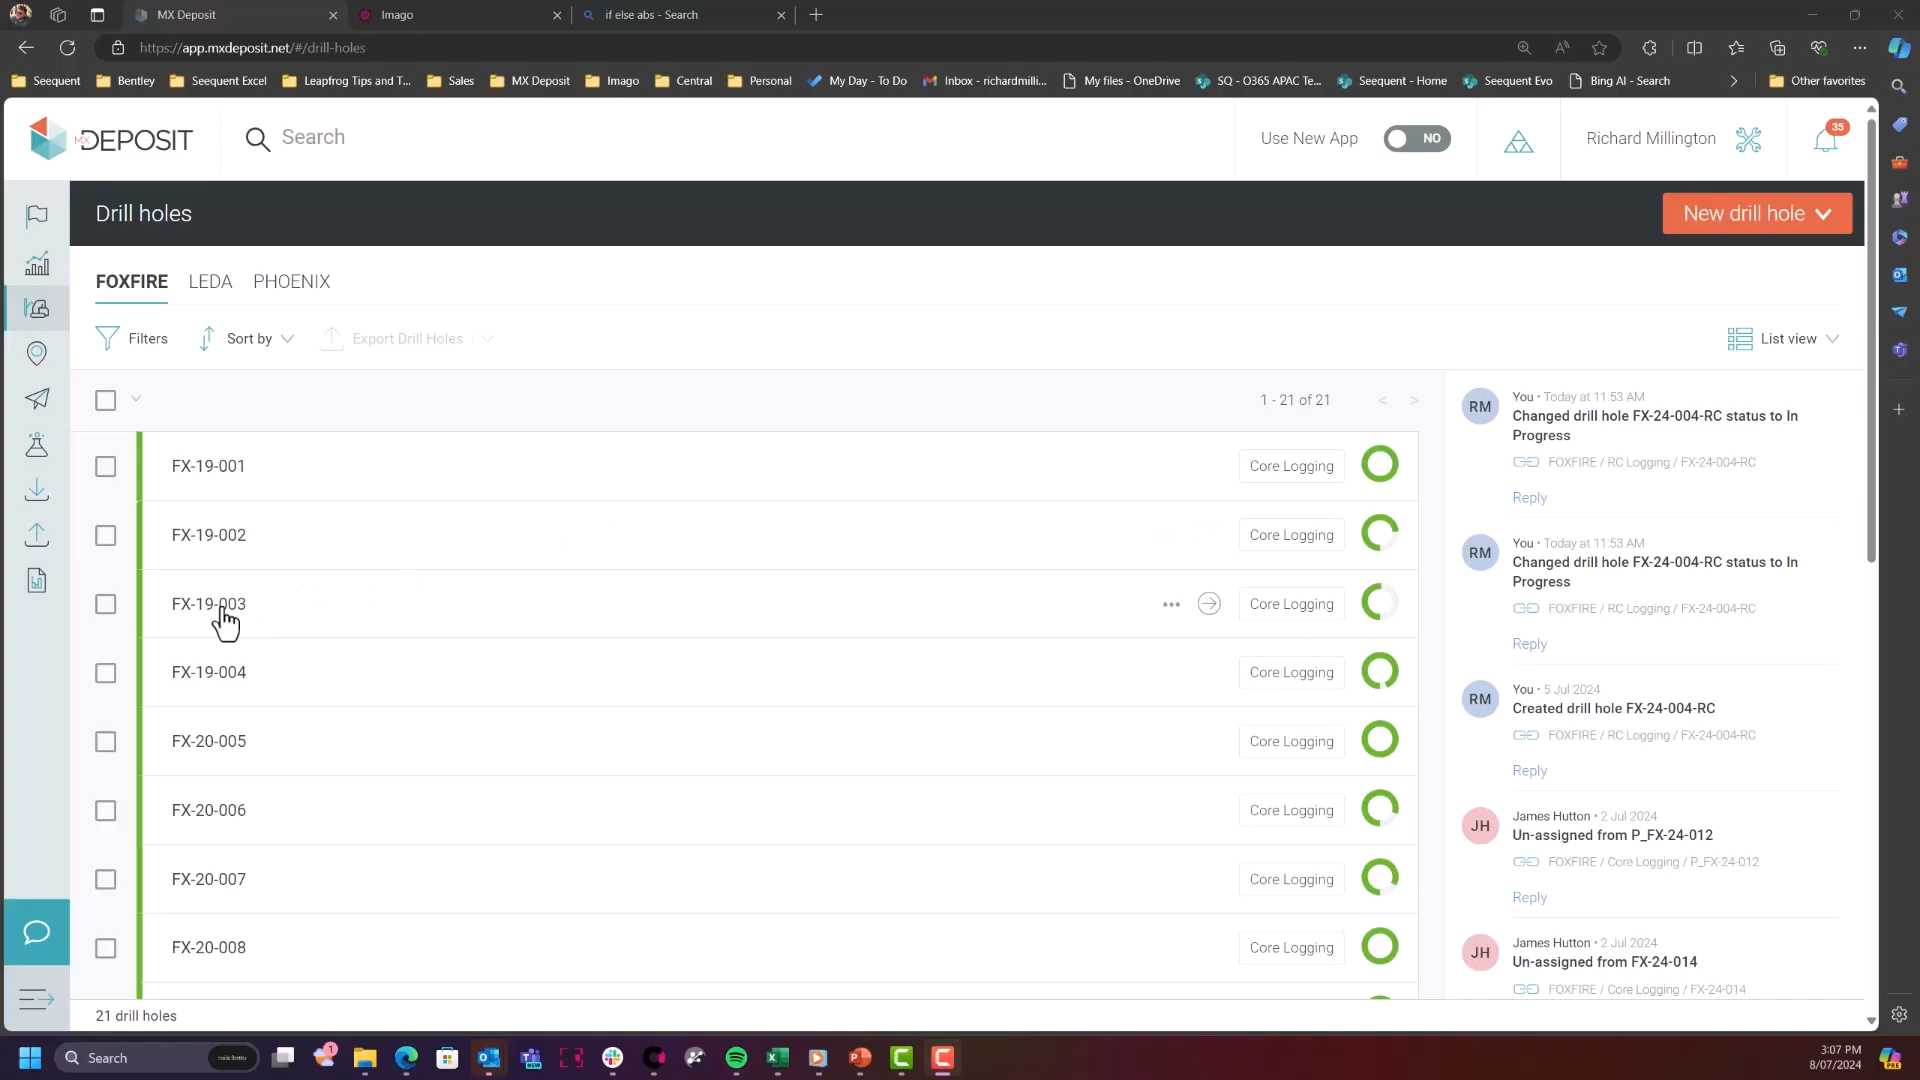 MX Deposit
Imago
if else abs - Search
https://app.mxdeposit.net/#/drill-holes
Seequent
Bentley
Seequent Excel
Leapfrog Tips and T...
Sales
MX Deposit
Imago
Central
Personal
My Day - To Do
Inbox - richardmilli...
My files - OneDrive
SQ - O365 APAC Te...
Seequent - Home
Seequent Evo
Bing AI - Search
Other favorites
MX DEPOSIT
Search
Use New App
NO
Richard Millington
35
Drill holes
New drill hole
FOXFIRE
LEDA
PHOENIX
Filters
Sort by
Export Drill Holes
List view
1 - 21 of 21
FX-19-001
Core Logging
FX-19-002
Core Logging
FX-19-003
Core Logging
FX-19-004
Core Logging
FX-20-005
Core Logging
FX-20-006
Core Logging
FX-20-007
Core Logging
FX-20-008
Core Logging
RM
You • Today at 11:53 AM
Changed drill hole FX-24-004-RC status to In
Progress
FOXFIRE / RC Logging / FX-24-004-RC
Reply
RM
You • Today at 11:53 AM
Changed drill hole FX-24-004-RC status to In
Progress
FOXFIRE / RC Logging / FX-24-004-RC
Reply
RM
You • 5 Jul 2024
Created drill hole FX-24-004-RC
FOXFIRE / RC Logging / FX-24-004-RC
Reply
JH
James Hutton • 2 Jul 2024
Un-assigned from P_FX-24-012
FOXFIRE / Core Logging / P_FX-24-012
Reply
JH
James Hutton • 2 Jul 2024
Un-assigned from FX-24-014
FOXFIRE / Core Logging / FX-24-014
21 drill holes
Search
1
NEW
3:07 PM
8/07/2024
PRE